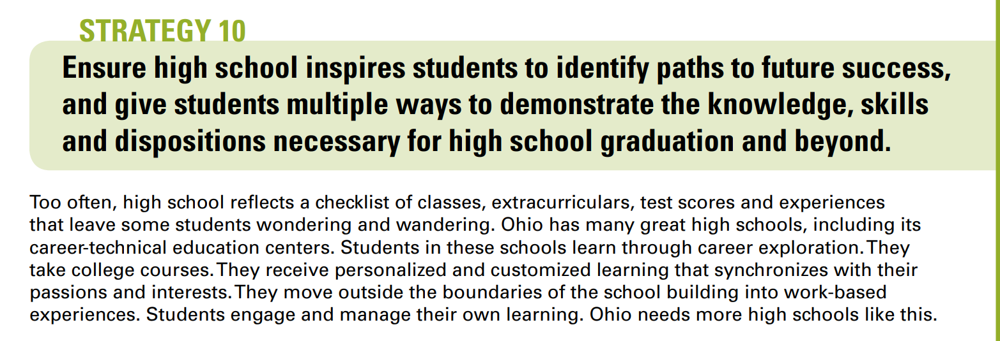 STRATEGY 10
Ensure high school inspires students to identify paths to future success,
and give students multiple ways to demonstrate the knowledge, skills
and dispositions necessary for high school graduation and beyond.
Too often, high school reflects a checklist of classes, extracurriculars, test scores and experiences
that leave some students wondering and wandering. Ohio has many great high schools, including its
career-technical education centers. Students in these schools learn through career exploration. They
take college courses. They receive personalized and customized learning that synchronizes with their
passions and interests. They move outside the boundaries of the school building into work-based
experiences. Students engage and manage their own learning. Ohio needs more high schools like this.